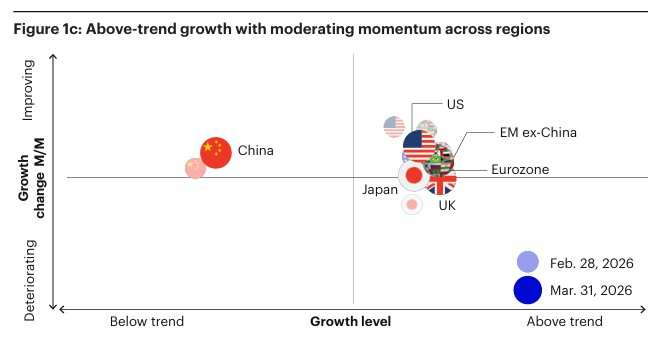 Figure 1c: Above-trend growth with moderating momentum across regions
Improving
US
EM ex-China
China
Growth
change M/M
Eurozone
Japan
UK
Deteriorating
Feb. 28, 2026
Mar. 31, 2026
Below trend
Growth level
Above trend